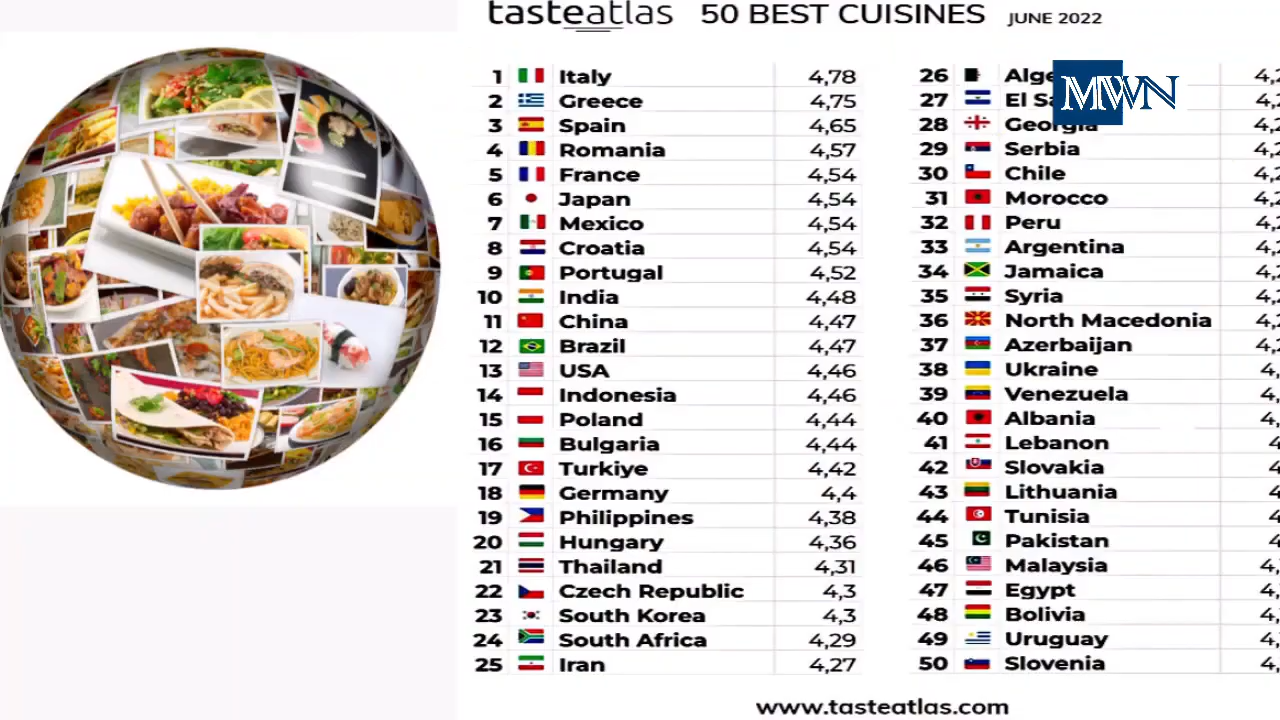 tasteatlas 50 BEST CUISINES JUNE 2022
1 Italy 4,78
2 Greece 4,75
3 Spain 4,65
4 Romania 4,57
5 France 4,54
6 Japan 4,54
7 Mexico 4,54
8 Croatia 4,54
9 Portugal 4,52
10 India 4,48
11 China 4,47
12 Brazil 4,47
13 USA 4,46
14 Indonesia 4,46
15 Poland 4,44
16 Bulgaria 4,44
17 Turkiye 4,42
18 Germany 4,4
19 Philippines 4,38
20 Hungary 4,36
21 Thailand 4,31
22 Czech Republic 4,3
23 South Korea 4,3
24 South Africa 4,29
25 Iran 4,27
MWN
26
27 El
28 Georgia
29 Serbia
30 Chile
31 Morocco
32 Peru
33 Argentina
34 Jamaica
35 Syria
36 North Macedonia
37 Azerbaijan
38 Ukraine
39 Venezuela
40 Albania
41 Lebanon
42 Slovakia
43 Lithuania
44 Tunisia
45 Pakistan
46 Malaysia
47 Egypt
48 Bolivia
49 Uruguay
50 Slovenia
www.tasteatlas.com